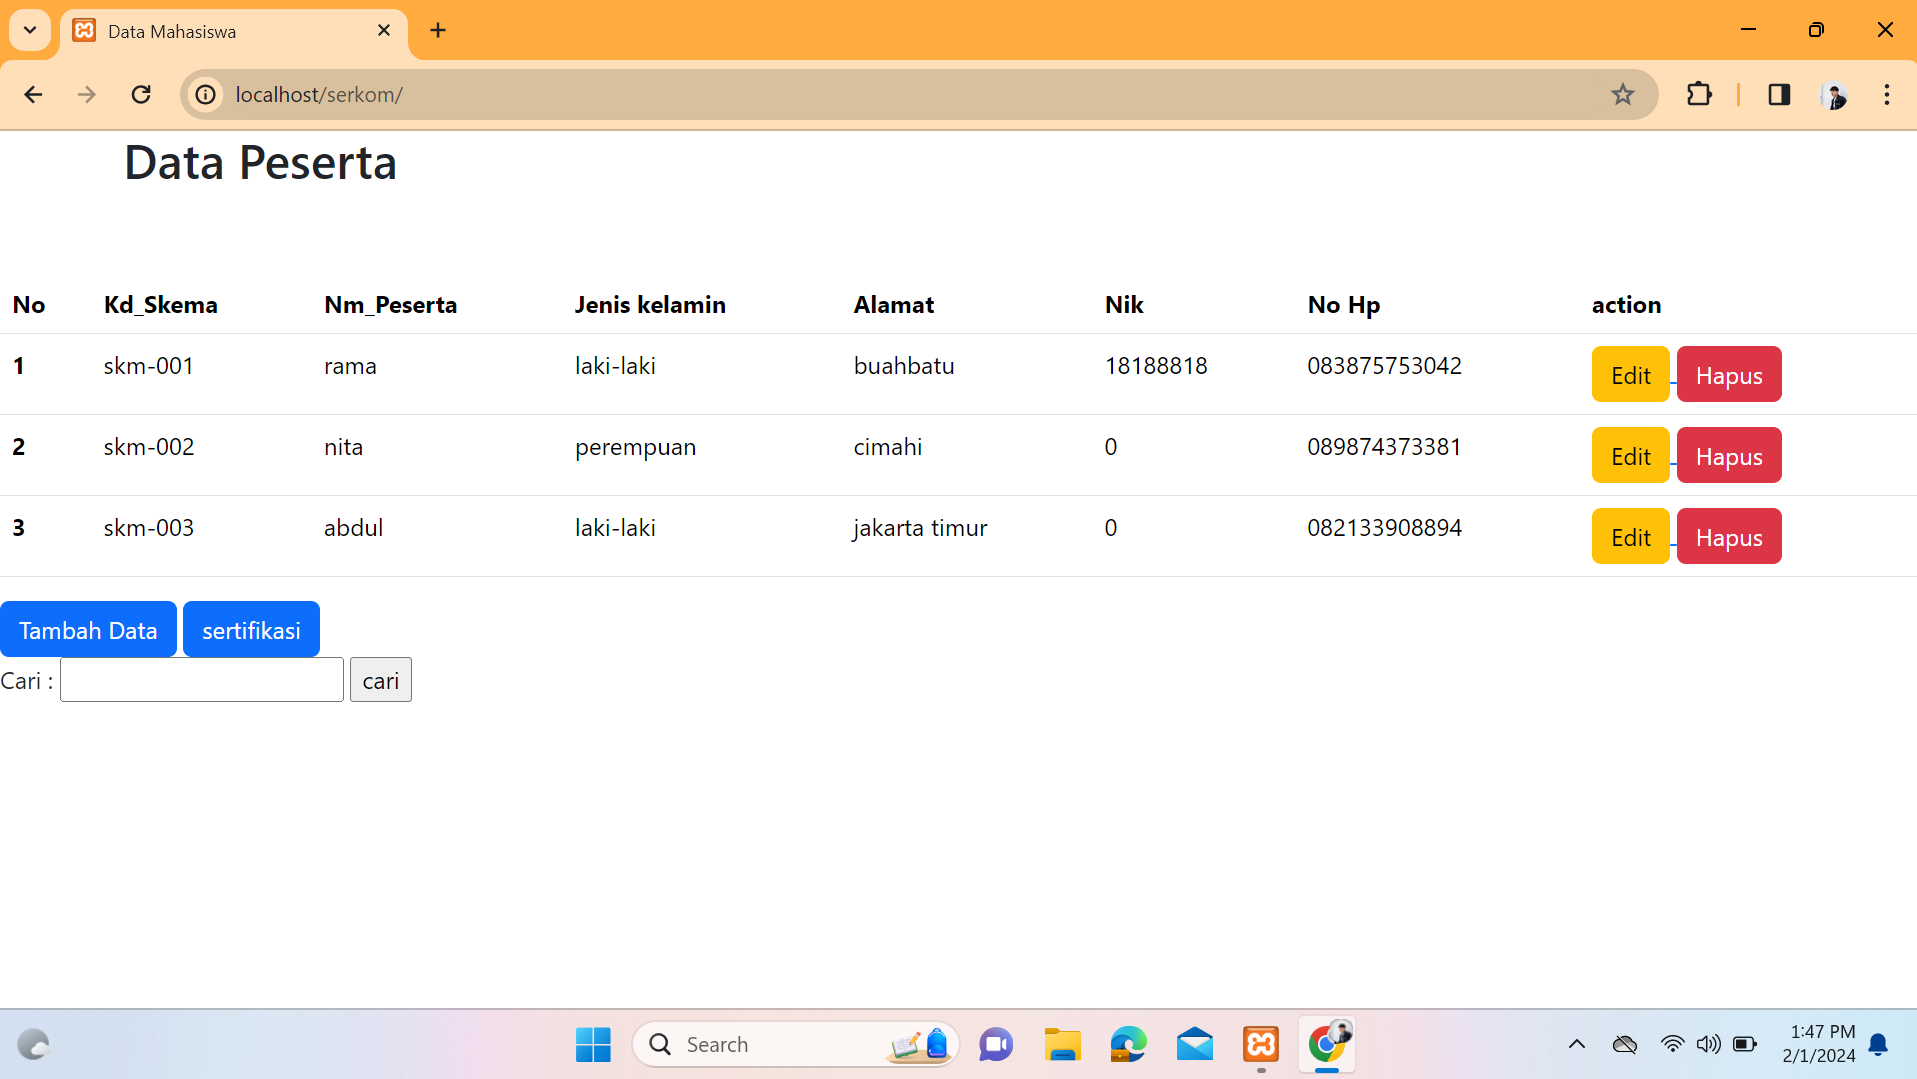 Data Mahasiswa
localhost/serkom/
Data Peserta
No Kd_Skema Nm_Peserta Jenis kelamin Alamat Nik No Hp action
1 skm-001 rama laki-laki buahbatu 18188818 083875753042 Edit Hapus
2 skm-002 nita perempuan cimahi 0 089874373381 Edit Hapus
3 skm-003 abdul laki-laki jakarta timur 0 082133908894 Edit Hapus
Tambah Data sertifikasi
Cari : cari
Search
1:47 PM
2/1/2024